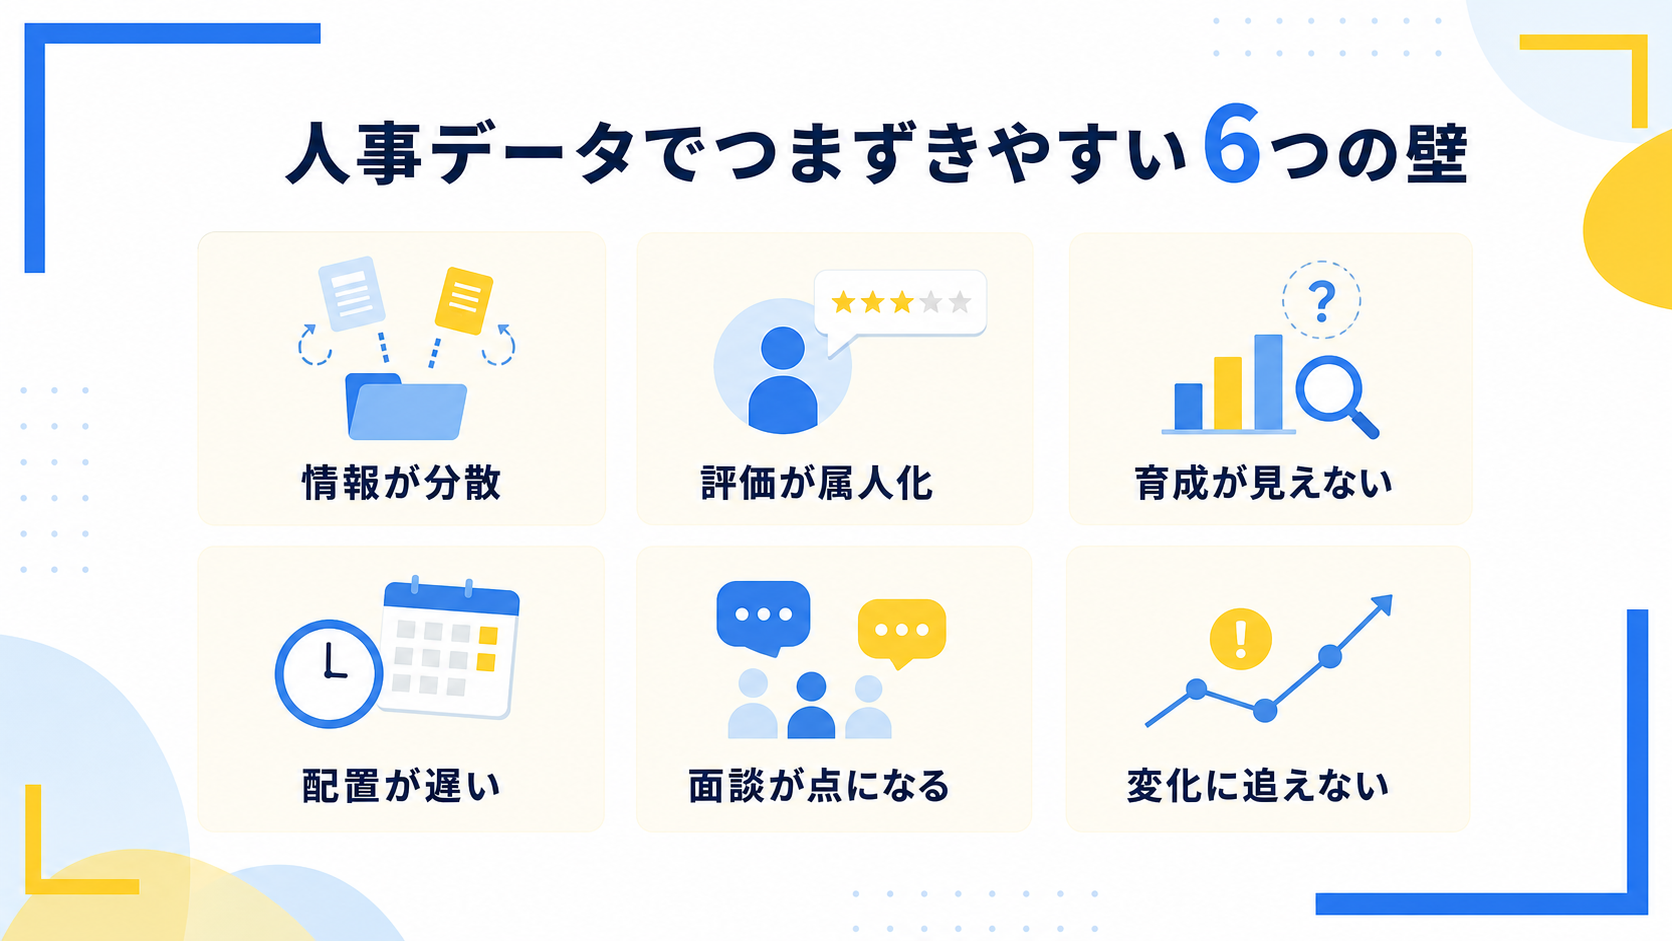 人事データでつまずきやすい6つの壁
情報が分散
評価が属人化
?
育成が見えない
配置が遅い
面談が点になる
!
変化に追えない